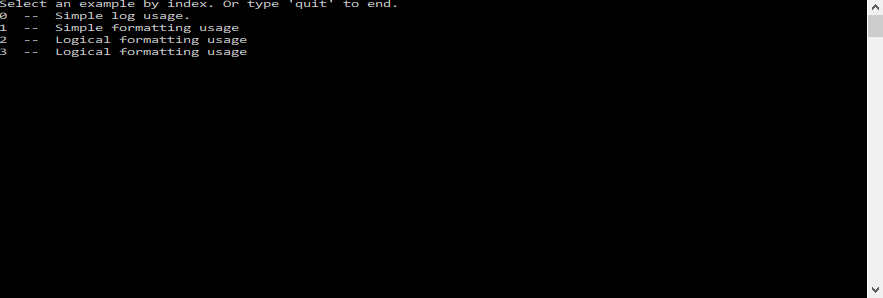 Select an example by index. Or type 'quit' to end.
0  --  Simple log usage.
1  --  Simple formatting usage
2  --  Logical formatting usage
3  --  Logical formatting usage